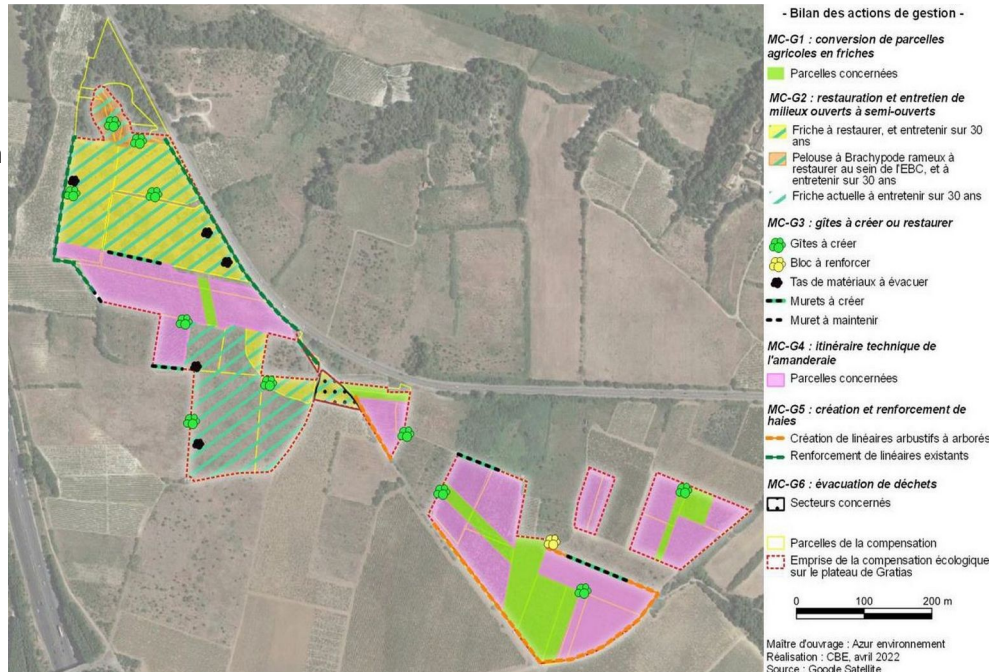 - Bilan des actions de gestion -
MC-G1 : conversion de parcelles
agricoles en friches
Parcelles concernées
MC-G2 : restauration et entretien de
milieux ouverts à semi-ouverts
Friche à restaurer, et entretenir sur 30
ans
Pelouse à Brachypode rameux à
restaurer au sein de l'EBC, et à
entretenir sur 30 ans
Friche actuelle à entretenir sur 30 ans
MC-G3 : gîtes à créer ou restaurer
Gîtes à créer
Bloc à renforcer
Tas de matériaux à évacuer
Murets à créer
Muret à maintenir
MC-G4 : itinéraire technique de
l'amanderaie
Parcelles concernées
MC-G5 : création et renforcement de
haies
Création de linéaires arbustifs à arborés
Renforcement de linéaires existants
MC-G6 : évacuation de déchets
Secteurs concernés
Parcelles de la compensation
Emprise de la compensation écologique
sur le plateau de Gratias
0 100 200 m
Maître d'ouvrage : Azur environnement
Réalisation : CBE, avril 2022
Source : Google Satellite